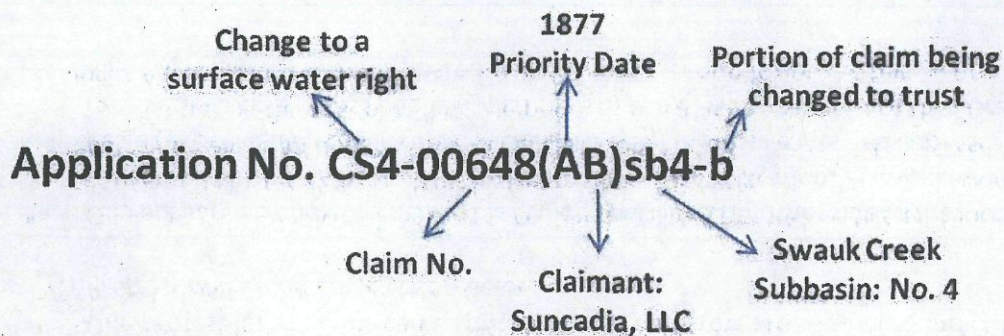 Change to a
surface water right
1877
Priority Date
Portion of claim being
changed to trust
Application No. CS4-00648(AB)sb4-b
Claim No.
Claimant:
Suncadia, LLC
Swauk Creek
Subbasin: No. 4